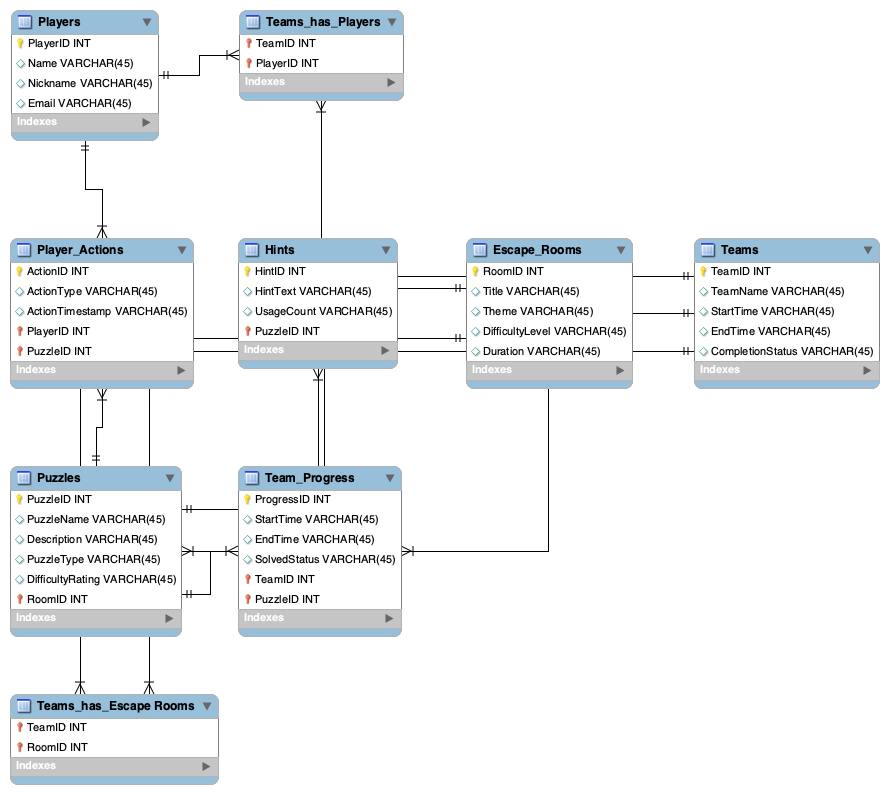 Players
PlayerID INT
Name VARCHAR(45)
Nickname VARCHAR(45)
Email VARCHAR(45)
Indexes
Teams_has_Players
TeamID INT
PlayerID INT
Indexes
Player_Actions
ActionID INT
ActionType VARCHAR(45)
ActionTimestamp VARCHAR(45)
PlayerID INT
PuzzleID INT
Indexes
Hints
HintID INT
HintText VARCHAR(45)
UsageCount VARCHAR(45)
PuzzleID INT
Indexes
Escape_Rooms
RoomID INT
Title VARCHAR(45)
Theme VARCHAR(45)
DifficultyLevel VARCHAR(45)
Duration VARCHAR(45)
Indexes
Teams
TeamID INT
TeamName VARCHAR(45)
StartTime VARCHAR(45)
EndTime VARCHAR(45)
CompletionStatus VARCHAR(45)
Indexes
Puzzles
PuzzleID INT
PuzzleName VARCHAR(45)
Description VARCHAR(45)
PuzzleType VARCHAR(45)
DifficultyRating VARCHAR(45)
RoomID INT
Indexes
Team_Progress
ProgressID INT
StartTime VARCHAR(45)
EndTime VARCHAR(45)
SolvedStatus VARCHAR(45)
TeamID INT
PuzzleID INT
Indexes
Teams_has_Escape Rooms
TeamID INT
RoomID INT
Indexes